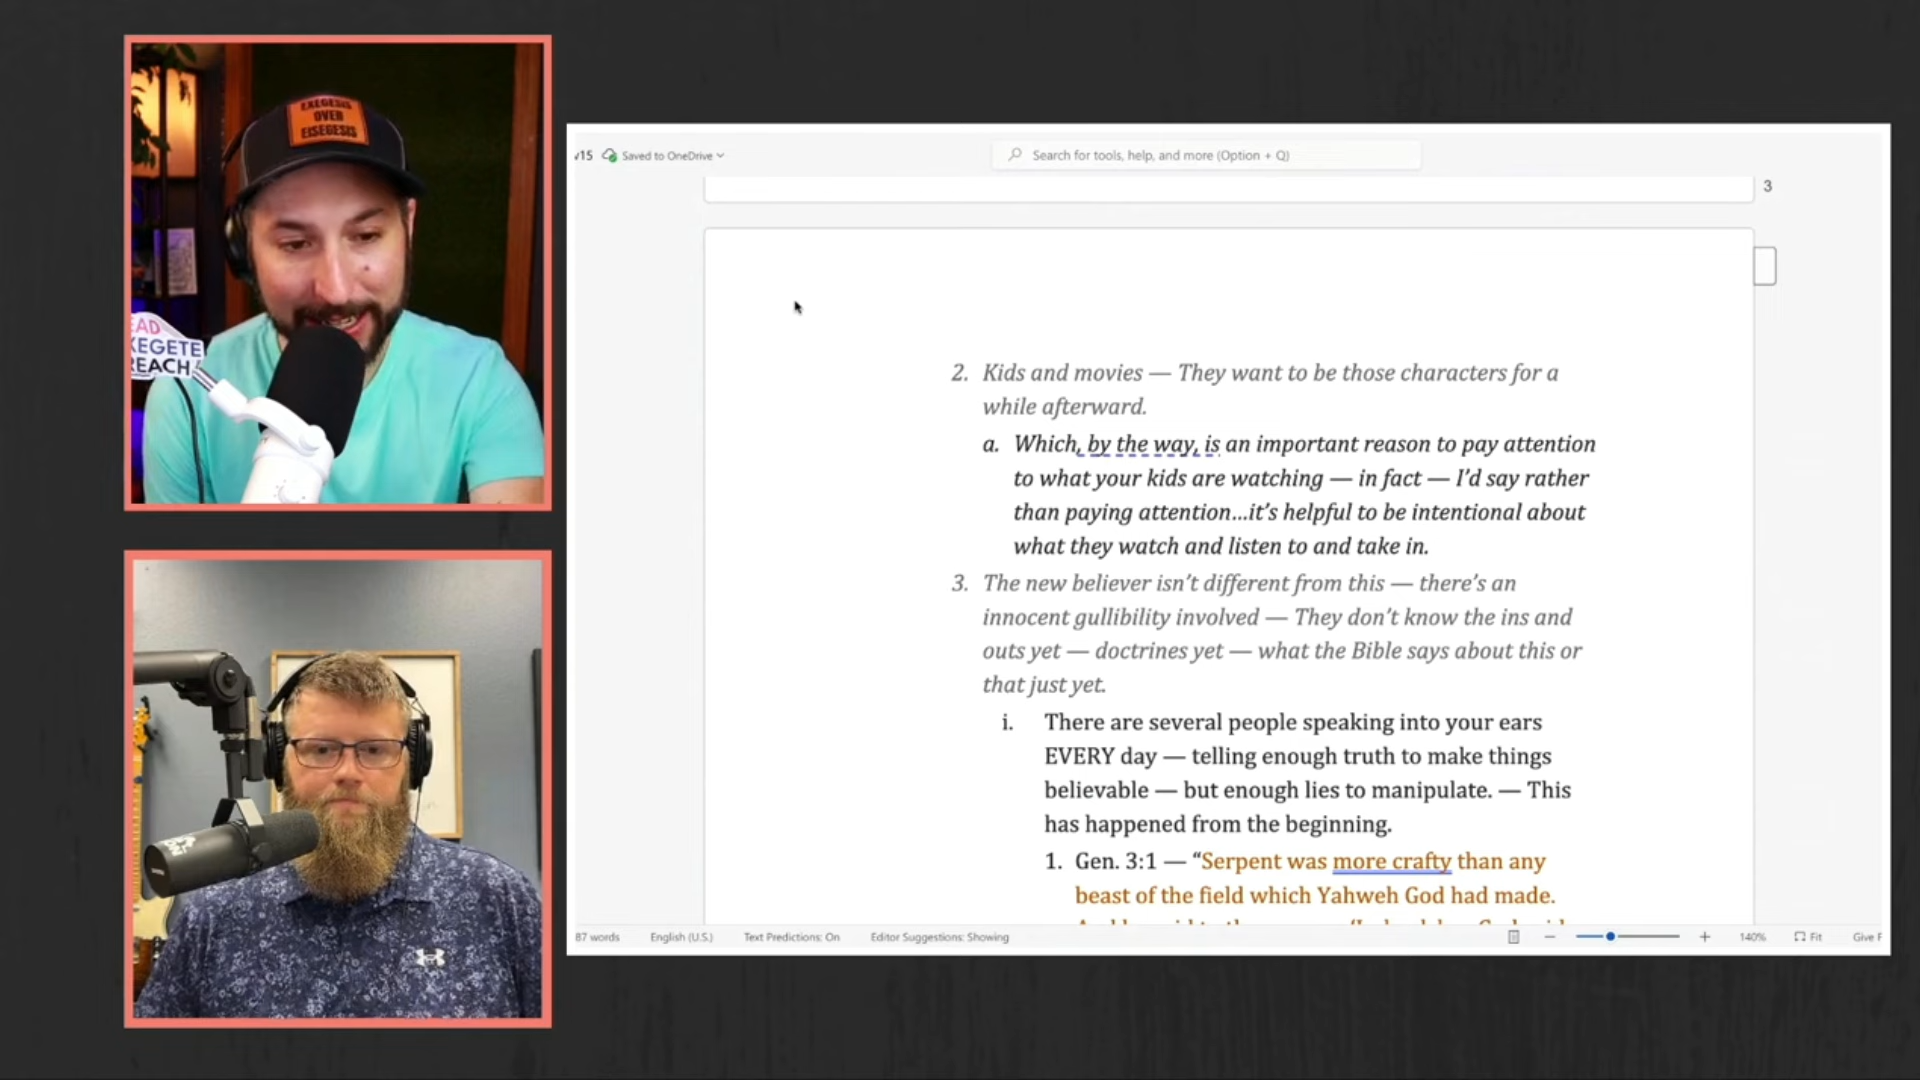 EXEGESIS
OVER
EISEGESIS
EAD
XEGETE
REACH
v15 Saved to OneDrive
Search for tools, help, and more (Option + Q)
3
2. Kids and movies — They want to be those characters for a
while afterward.
a. Which, by the way, is an important reason to pay attention
to what your kids are watching — in fact — I’d say rather
than paying attention…it’s helpful to be intentional about
what they watch and listen to and take in.
3. The new believer isn’t different from this — there’s an
innocent gullibility involved — They don’t know the ins and
outs yet — doctrines yet — what the Bible says about this or
that just yet.
i. There are several people speaking into your ears
EVERY day — telling enough truth to make things
believable — but enough lies to manipulate. — This
has happened from the beginning.
1. Gen. 3:1 — “Serpent was more crafty than any
beast of the field which Yahweh God had made.
87 words English (U.S.) Text Predictions: On Editor Suggestions: Showing 140% Fit Give F